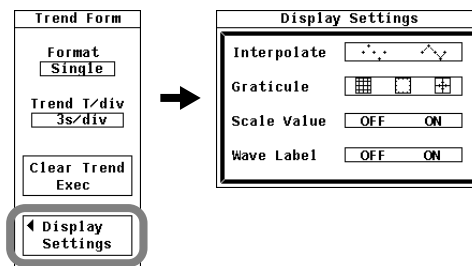 Trend Form
Format
Single
Trend T/div
3s/div
Clear Trend
Exec
Display
Settings
Display Settings
Interpolate
Graticule
Scale Value OFF ON
Wave Label OFF ON